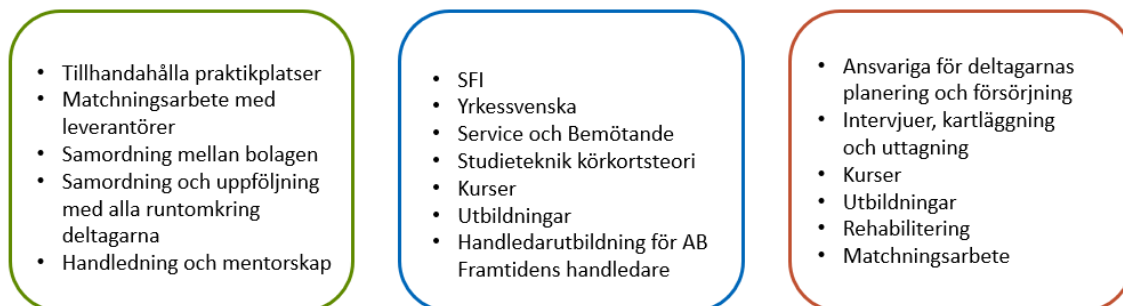 • Tillhandahålla praktikplatser
• Matchningsarbete med
leverantörer
• Samordning mellan bolagen
• Samordning och uppföljning
med alla runtomkring
deltagarna
• Handledning och mentorskap
• SFI
• Yrkessvenska
• Service och Bemötande
• Studieteknik körkortsteori
• Kurser
• Utbildningar
• Handledarutbildning för AB
Framtidens handledare
• Ansvariga för deltagarnas
planering och försörjning
• Intervjuer, kartläggning
och uttagning
• Kurser
• Utbildningar
• Rehabilitering
• Matchningsarbete